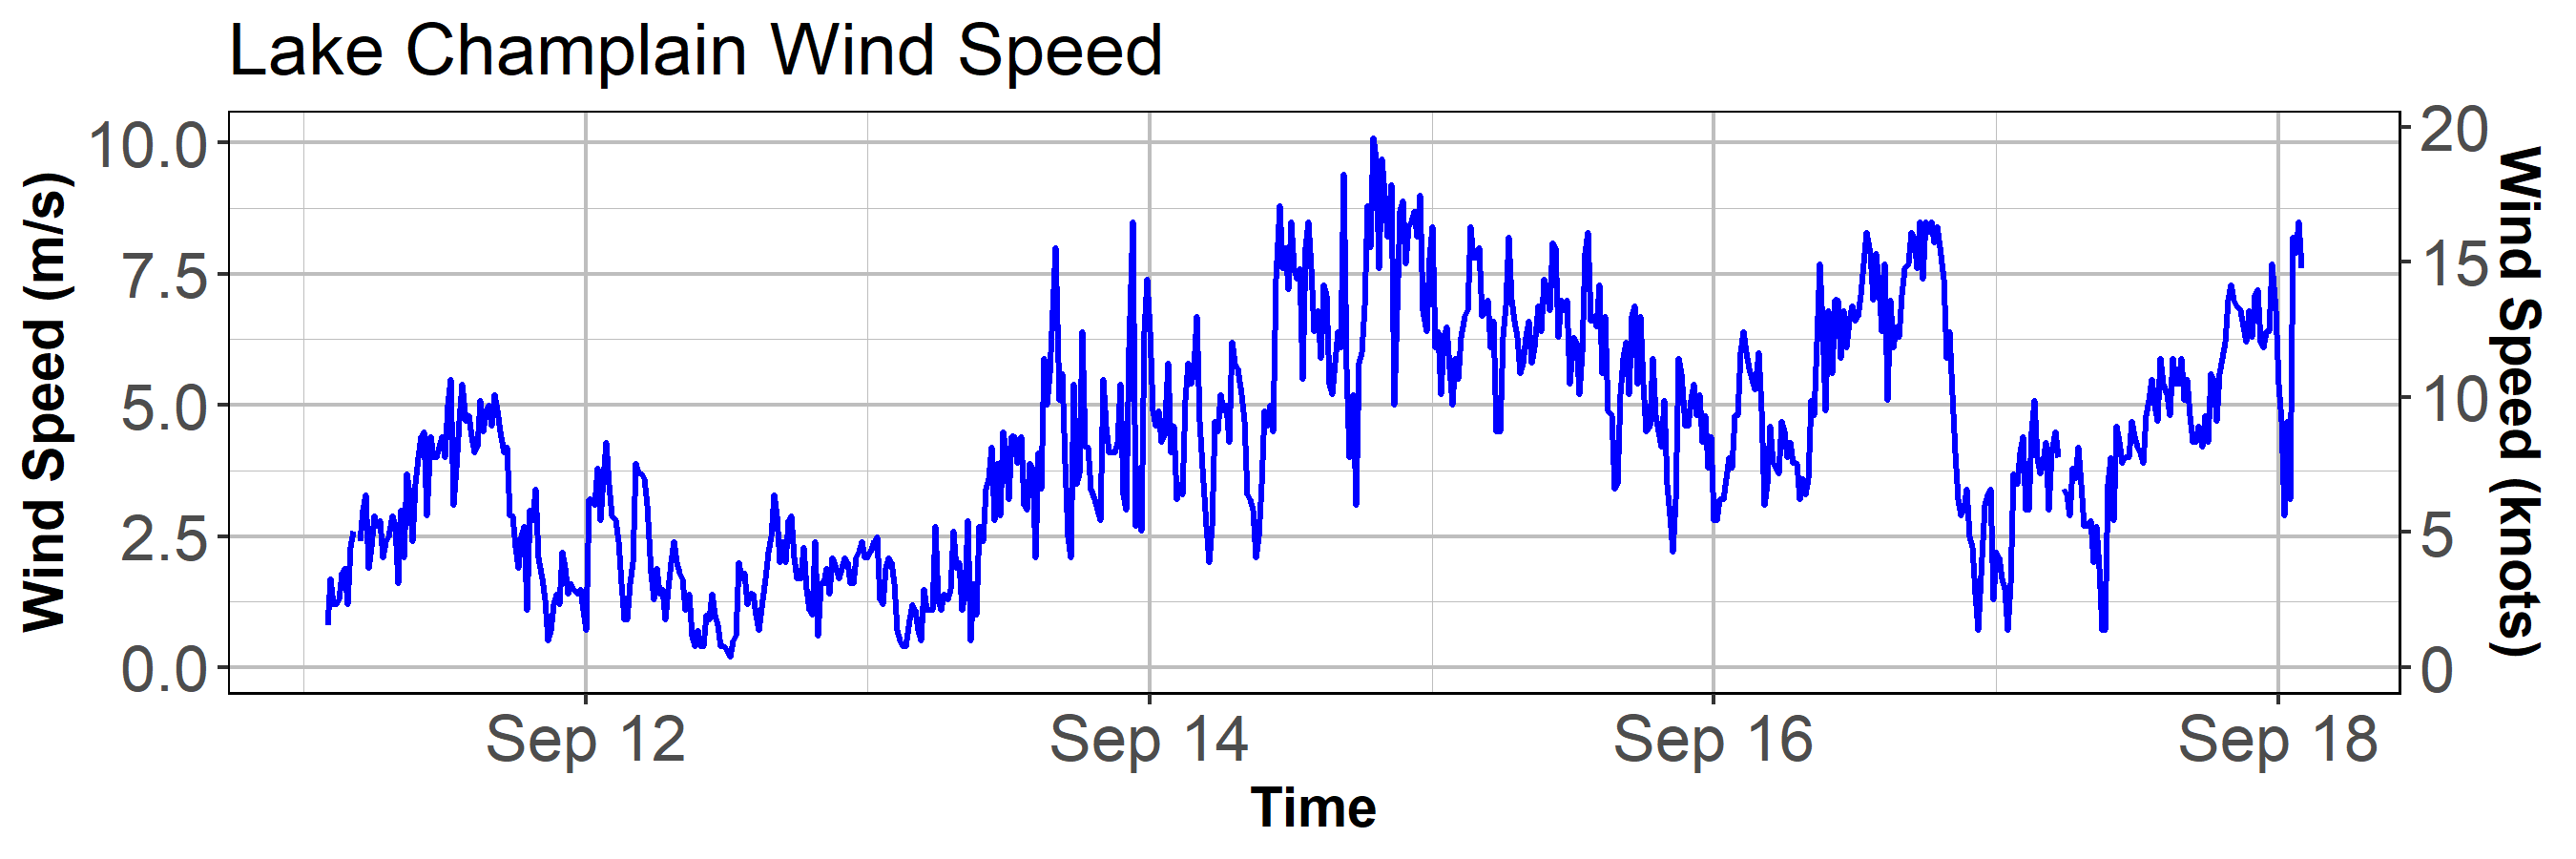 Lake Champlain Wind Speed
Wind Speed (m/s)
10.0
7.5
5.0
2.5
0.0
20
15
10
5
0
Wind Speed (knots)
Sep 12 Sep 14 Sep 16 Sep 18
Time